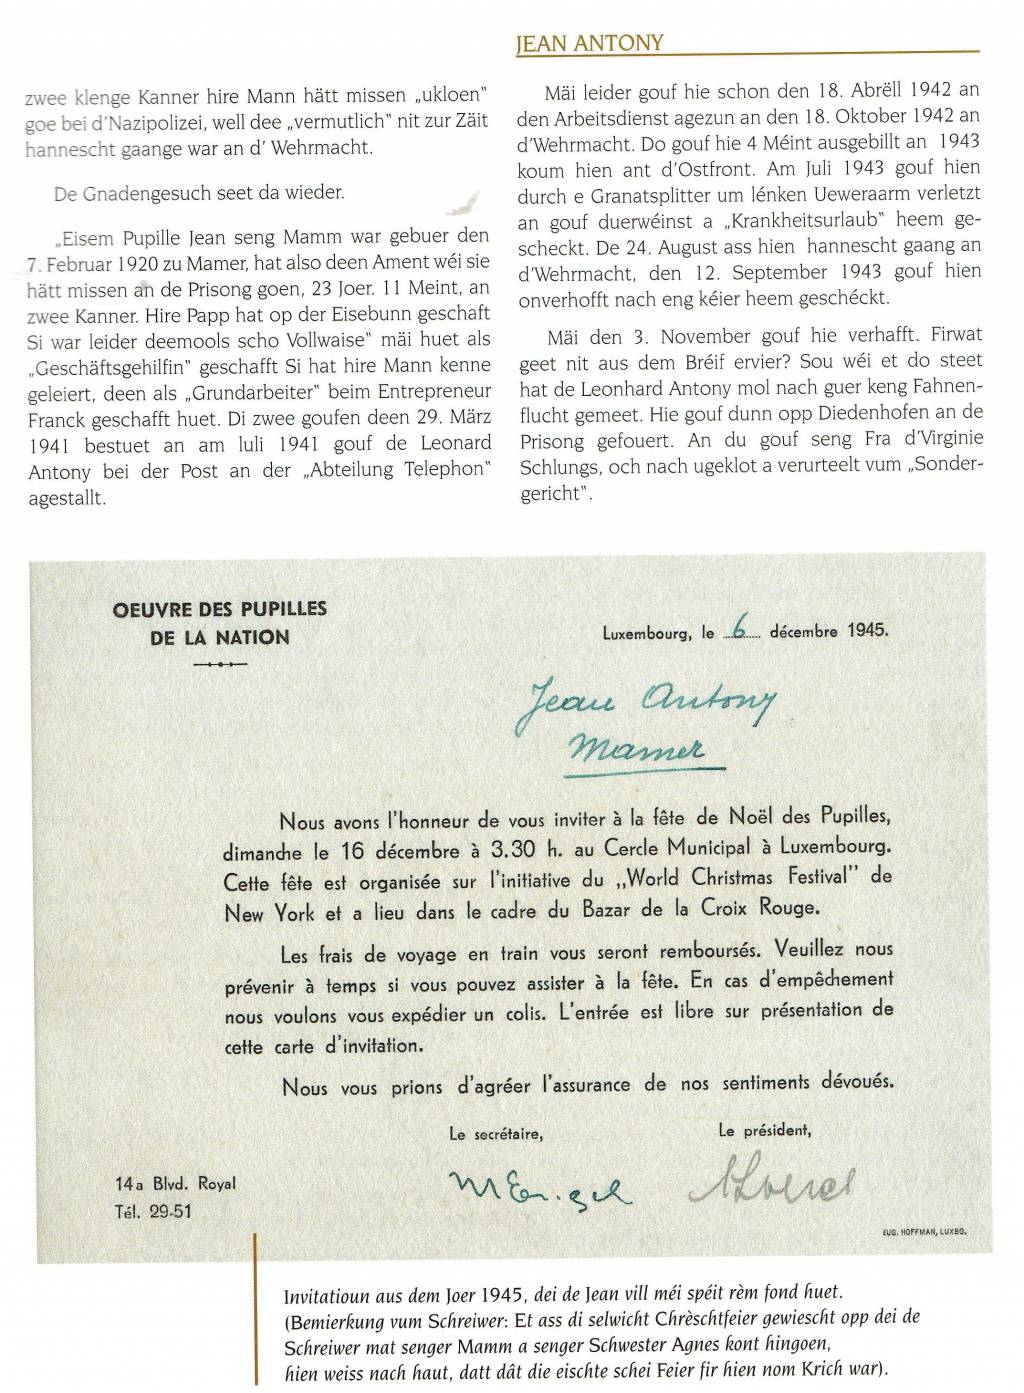 JEAN ANTONY
zwee klenge Kanner hire Mann hätt missen „ukloen"
goe bei d'Nazipolizei, well dee „vermutlich" nit zur Zäit
hannescht gaange war an d' Wehrmacht.
De Gnadengesuch seet da wieder.
„Eisem Pupille Jean seng Mamm war gebuer den
7. Februar 1920 zu Mamer, hat also deen Ament wéi sie
hätt missen an de Prisong goen, 23 Joer. 11 Meint, an
zwee Kanner. Hire Papp hat op der Eisebunn geschaft
Si war leider deemools scho Vollwaise" mäi huet als
„Geschäftsgehilfin" geschafft Si hat hire Mann kenne
geleiert, deen als „Grundarbeiter" beim Entrepreneur
Franck geschafft huet. Di zwee goufen deen 29. März
1941 bestuet an am luli 1941 gouf de Leonard
Antony bei der Post an der „Abteilung Telephon"
agestallt.
Mäi leider gouf hie schon den 18. Abrëll 1942 an
den Arbeitsdienst agezun an den 18. Oktober 1942 an
d'Wehrmacht. Do gouf hie 4 Méint ausgebillt an 1943
koum hien ant d'Ostfront. Am Juli 1943 gouf hien
durch e Granatsplitter um lénken Ueweraarm verletzt
an gouf duerwéinst a „Krankheitsurlaub" heem ge-
scheckt. De 24. August ass hien hannescht gaang an
d'Wehrmacht, den 12. September 1943 gouf hien
onverhofft nach eng kéier heem geschéckt.
Mäi den 3. November gouf hie verhaft. Firwat
geet nit aus dem Bréif ervier? Sou wéi et do steet
hat de Leonhard Antony mol nach guer keng Fahnen-
flucht gemeet. Hie gouf dunn opp Diedenhofen an de
Prisong gefouert. An du gouf seng Fra d'Virginie
Schlungs, och nach ugeklot a verurteelt vum „Sonder-
gericht".
OEUVRE DES PUPILLES
DE LA NATION
Luxembourg, le 6 décembre 1945.
Jean Antony
Mamer
Nous avons l'honneur de vous inviter à la fête de Noël des Pupilles,
dimanche le 16 décembre à 3.30 h. au Cercle Municipal à Luxembourg.
Cette fête est organisée sur l'initiative du „World Christmas Festival" de
New York et a lieu dans le cadre du Bazar de la Croix Rouge.
Les frais de voyage en train vous seront remboursés. Veuillez nous
prévenir à temps si vous pouvez assister à la fête. En cas d'empêchement
nous voulons vous expédier un colis. L'entrée est libre sur présentation de
cette carte d'invitation.
Nous vous prions d'agréer l'assurance de nos sentiments dévoués.
Le secrétaire,
Le président,
14a Blvd. Royal
Tél. 29-51
EUG. HOFFMAN, LUXBG.
Invitatioun aus dem Joer 1945, dei de Jean vill méi spéit rèm fond huet.
(Bemierkung vum Schreiwer: Et ass di selwicht Chrèschtfeier gewiescht opp dei de
Schreiwer mat senger Mamm a senger Schwester Agnes kont hingoen,
hien weiss nach haut, datt dât die eischte schei Feier fir hien nom Krich war).